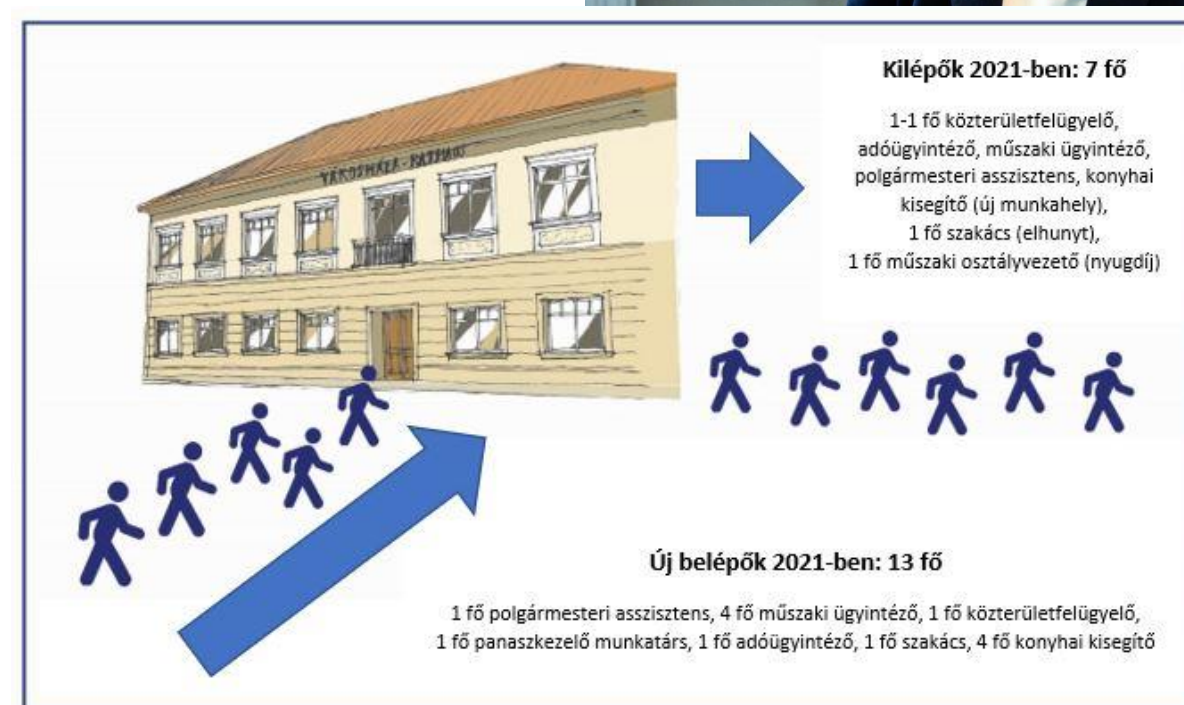 VÁROSHÁZA - RATHAUS
Kilépők 2021-ben: 7 fő
1-1 fő közterületfelügyelő,
adóügyintéző, műszaki ügyintéző,
polgármesteri asszisztens, konyhai
kisegítő (új munkahely),
1 fő szakács (elhunyt),
1 fő műszaki osztályvezető (nyugdíj)
Új belépők 2021-ben: 13 fő
1 fő polgármesteri asszisztens, 4 fő műszaki ügyintéző, 1 fő közterületfelügyelő,
1 fő panaszkezelő munkatárs, 1 fő adóügyintéző, 1 fő szakács, 4 fő konyhai kisegítő